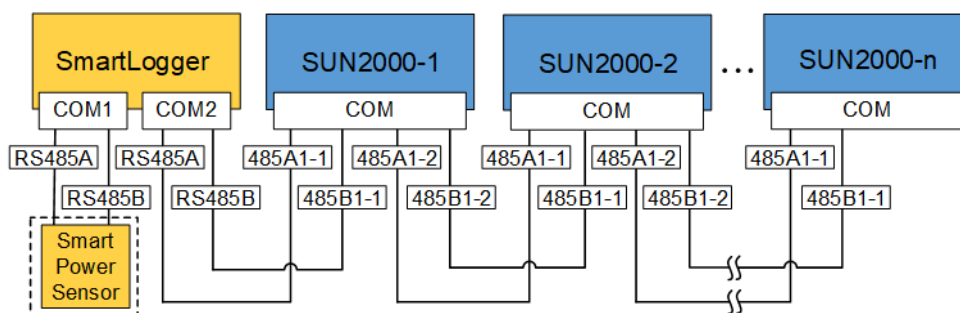 SmartLogger
SUN2000-1
SUN2000-2
...
SUN2000-n
COM1
COM2
COM
COM
COM
RS485A
RS485A
485A1-1
485A1-2
485A1-1
485A1-2
485A1-1
RS485B
RS485B
485B1-1
485B1-2
485B1-1
485B1-2
485B1-1
Smart
Power
Sensor